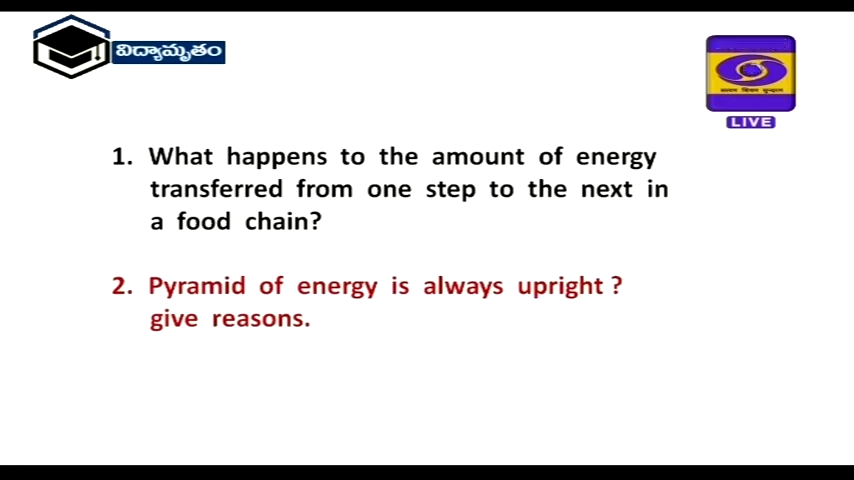 విద్యామృతం
LIVE
1. What happens to the amount of energy
transferred from one step to the next in
a food chain?
2. Pyramid of energy is always upright ?
give reasons.